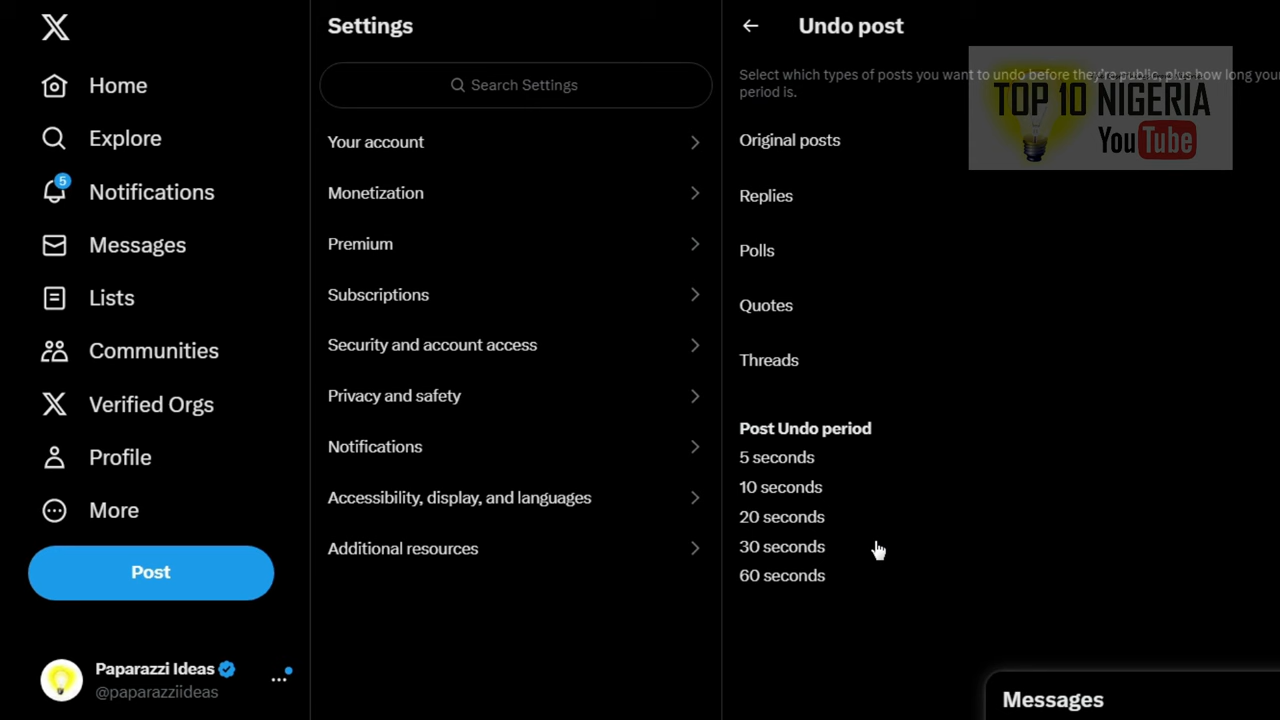 Home
Explore
5
Notifications
Messages
Lists
Communities
Verified Orgs
Profile
More
Post
Paparazzi Ideas
@paparazziideas
Settings
Search Settings
Your account
Monetization
Premium
Subscriptions
Security and account access
Privacy and safety
Notifications
Accessibility, display, and languages
Additional resources
Undo post
Select which types of posts you want to undo before they're public, plus how long your
period is.
TOP 10 NIGERIA
YouTube
Original posts
Replies
Polls
Quotes
Threads
Post Undo period
5 seconds
10 seconds
20 seconds
30 seconds
60 seconds
Messages